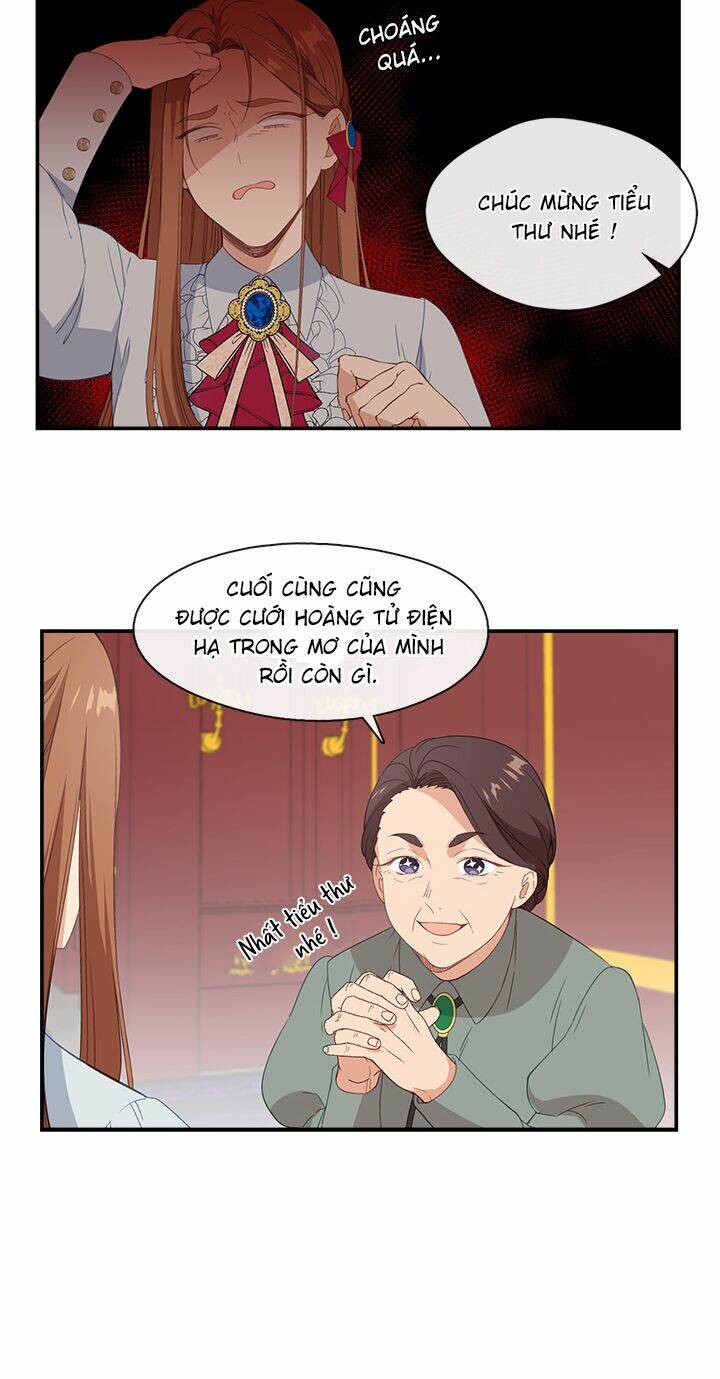 CHOÁNG
QUÁ...
CHÚC MỪNG TIỂU
THƯ NHÉ !
CUỐI CÙNG CŨNG
ĐƯỢC CƯỚI HOÀNG TỬ ĐIỆN
HẠ TRONG MƠ CỦA MÌNH
RỒI CÒN GÌ.
Nhất tiểu thư
nhé !